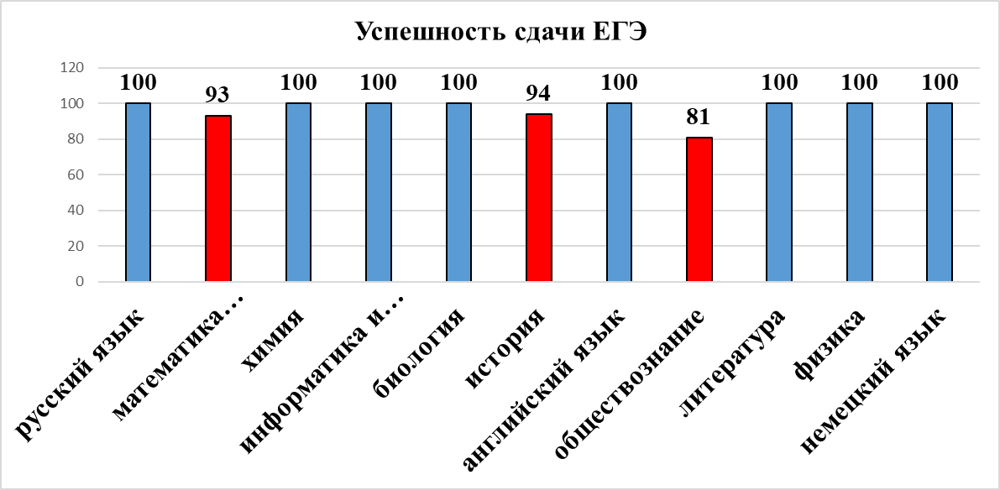 Успешность сдачи ЕГЭ
120
100
80
60
40
20
0
100
93
100
100
100
94
100
81
100
100
100
русский язык
математика…
химия
информатика и…
биология
история
английский язык
обществознание
литература
физика
немецкий язык